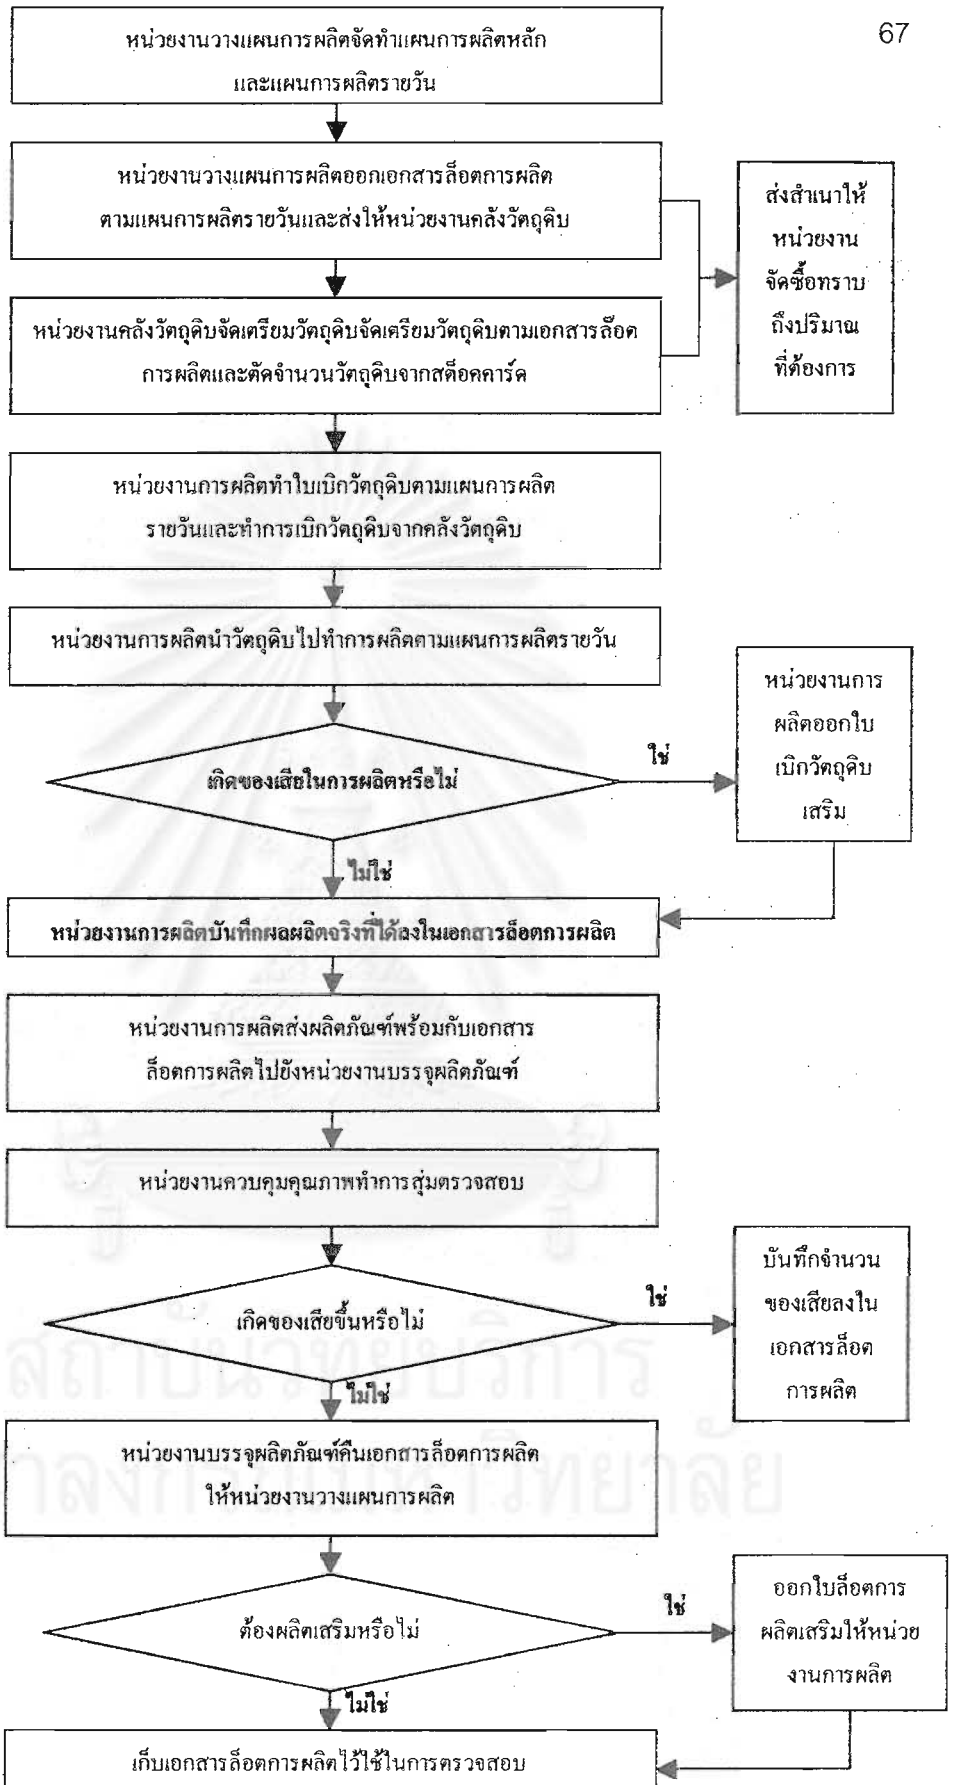 67
หน่วยงานวางแผนการผลิตจัดทำแผนการผลิตหลัก
และแผนการผลิตรายวัน
หน่วยงานวางแผนการผลิตออกเอกสารล็อตการผลิต
ตามแผนการผลิตรายวันและส่งให้หน่วยงานคลังวัตถุดิบ
ส่งสำเนาให้
หน่วยงาน
จัดซื้อทราบ
ถึงปริมาณ
ที่ต้องการ
หน่วยงานคลังวัตถุดิบจัดเตรียมวัตถุดิบจัดเตรียมวัตถุดิบตามเอกสารล๊อต
การผลิตและตัดจำนวนวัตถุดิบจากสต็อคการ์ด
หน่วยงานการผลิตทำใบเบิกวัตถุดิบตามแผนการผลิต
รายวันและทำการเบิกวัตถุดิบจากคลังวัตถุดิบ
หน่วยงานการผลิตนำวัตถุดิบไปทำการผลิตตามแผนการผลิตรายวัน
เกิดของเสียในการผลิตหรือไม่
ใช่
หน่วยงานการ
ผลิตออกใบ
เบิกวัตถุดิบ
เสริม
ไม่ใช่
หน่วยงานการผลิตบันทึกผลผลิตจริงที่ได้ลงในเอกสารล็อตการผลิต
หน่วยงานการผลิตส่งผลิตภัณฑ์พร้อมกับเอกสาร
ล็อตการผลิตไปยังหน่วยงานบรรจุผลิตภัณฑ์
หน่วยงานควบคุมคุณภาพทำการสุ่มตรวจสอบ
เกิดของเสียขึ้นหรือไม่
ใช่
บันทึกจำนวน
ของเสียลงใน
เอกสารล็อต
การผลิต
ไม่ใช่
หน่วยงานบรรจุผลิตภัณฑ์คืนเอกสารล็อตการผลิต
ให้หน่วยงานวางแผนการผลิต
ต้องผลิตเสริมหรือไม่
ใช่
ออกใบล็อตการ
ผลิตเสริมให้หน่วย
งานการผลิต
ไม่ใช่
เก็บเอกสารล็อตการผลิตไว้ใช้ในการตรวจสอบ
สถาบันวิทยบริการ